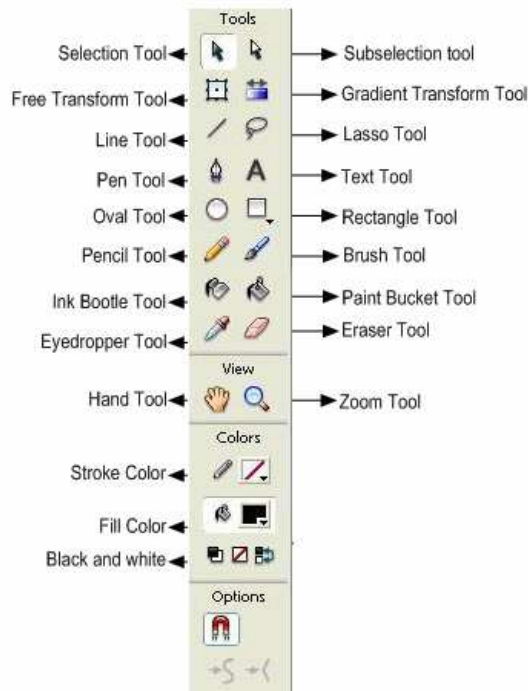 Tools
Selection Tool
Subselection tool
Free Transform Tool
Gradient Transform Tool
Line Tool
Lasso Tool
Pen Tool
A
Text Tool
Oval Tool
Rectangle Tool
Pencil Tool
Brush Tool
Ink Bootle Tool
Paint Bucket Tool
Eyedropper Tool
Eraser Tool
View
Hand Tool
Zoom Tool
Colors
Stroke Color
Fill Color
Black and white
Options